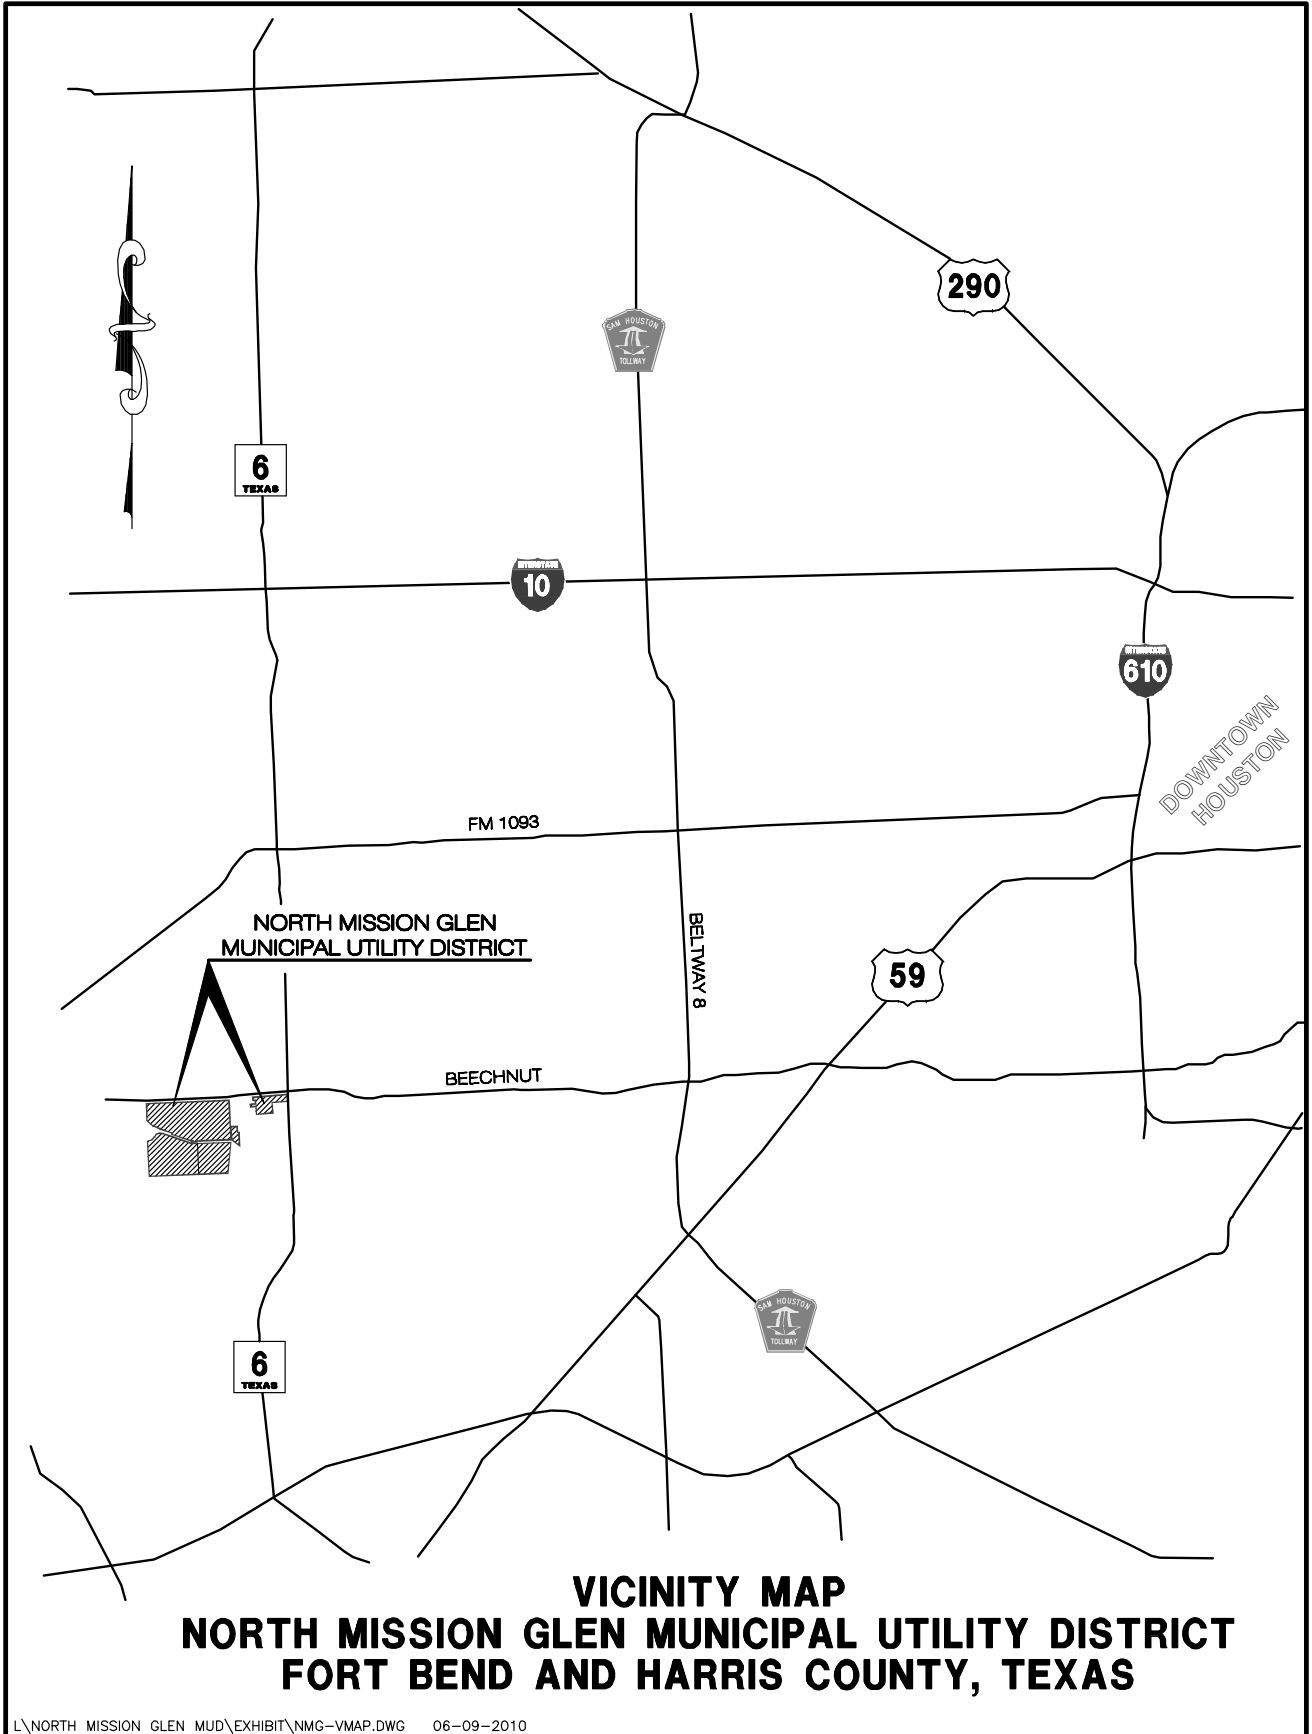 290
SAM HOUSTON
TOLLWAY
6
TEXAS
10
610
DOWNTOWN
HOUSTON
FM 1093
NORTH MISSION GLEN
MUNICIPAL UTILITY DISTRICT
BELTWAY 8
59
BEECHNUT
SAM HOUSTON
TOLLWAY
6
TEXAS
VICINITY MAP
NORTH MISSION GLEN MUNICIPAL UTILITY DISTRICT
FORT BEND AND HARRIS COUNTY, TEXAS
L\NORTH MISSION GLEN MUD\EXHIBIT\NMG-VMAP.DWG 06-09-2010